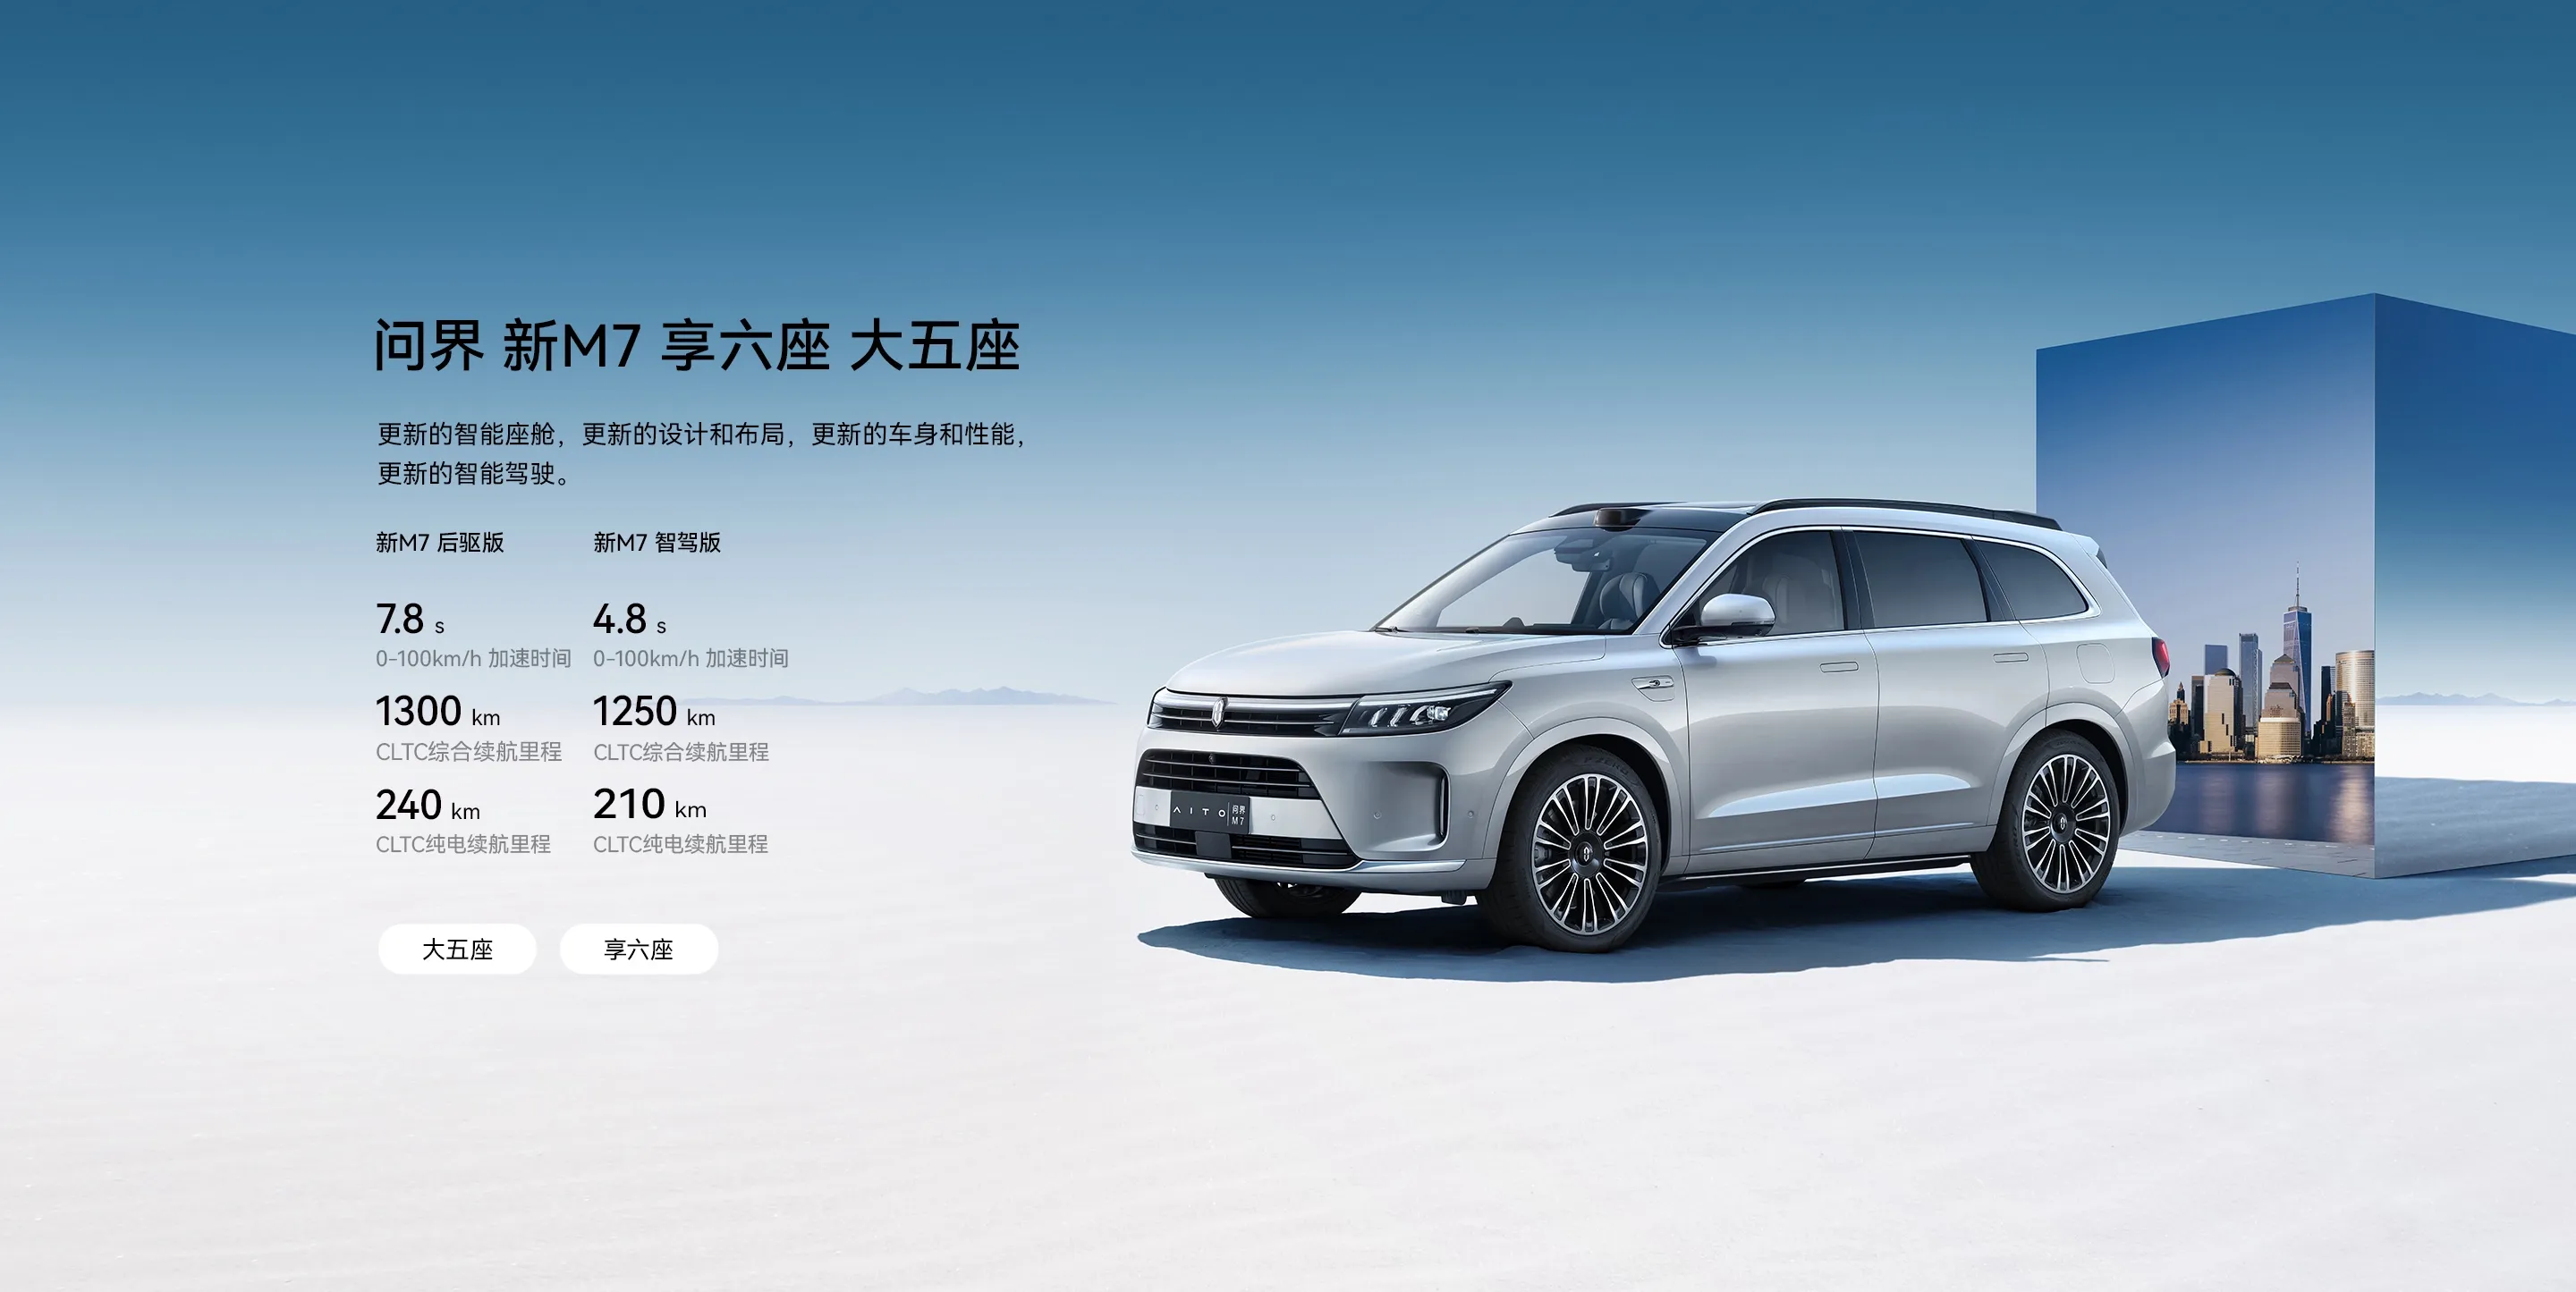 问界 新M7 享六座 大五座
更新的智能座舱，更新的设计和布局，更新的车身和性能，
更新的智能驾驶。
新M7 后驱版 新M7 智驾版
7.8 s 4.8 s
0-100km/h 加速时间 0-100km/h 加速时间
1300 km 1250 km
CLTC综合续航里程 CLTC综合续航里程
240 km 210 km
CLTC纯电续航里程 CLTC纯电续航里程
大五座 享六座
AITO 问界
M7